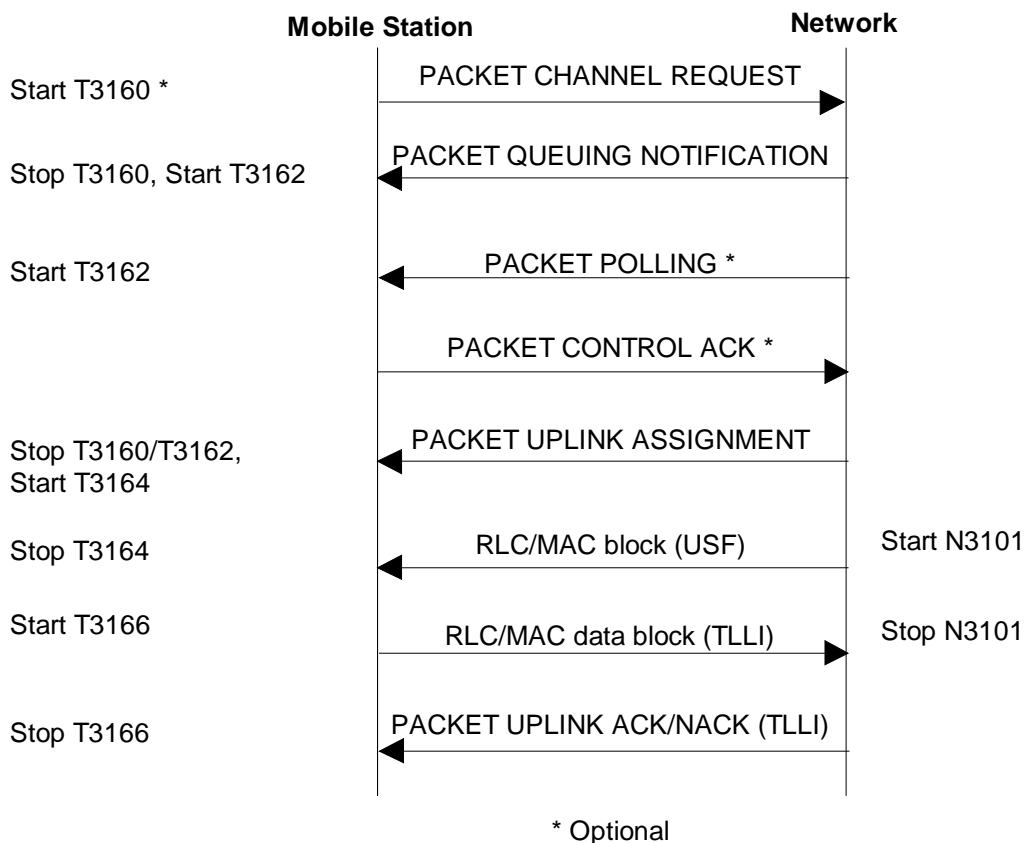 Mobile Station
Network
Start T3160 *
PACKET CHANNEL REQUEST
PACKET QUEUING NOTIFICATION
Stop T3160, Start T3162
Start T3162
PACKET POLLING *
PACKET CONTROL ACK *
Stop T3160/T3162,
Start T3164
PACKET UPLINK ASSIGNMENT
Stop T3164
RLC/MAC block (USF)
Start N3101
Start T3166
RLC/MAC data block (TLLI)
Stop N3101
Stop T3166
PACKET UPLINK ACK/NACK (TLLI)
* Optional